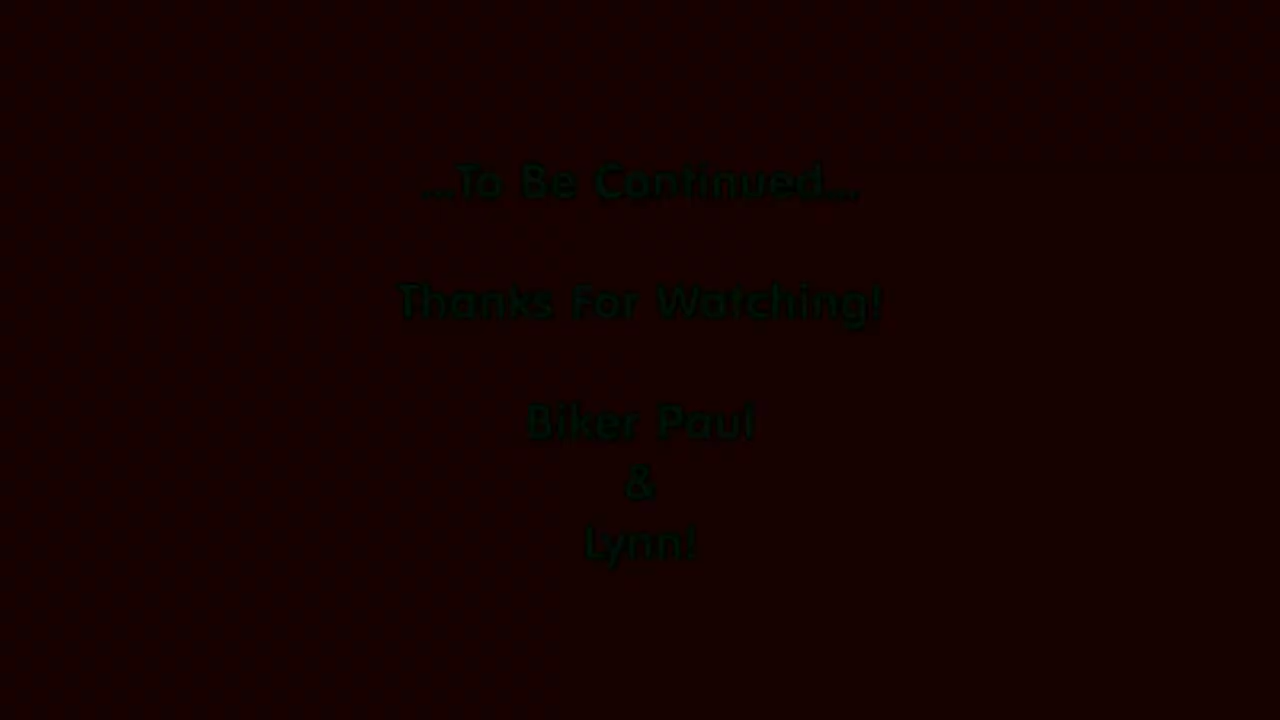 ...To Be Continued...
Thanks For Watching!
Biker Paul
&
Lynn!